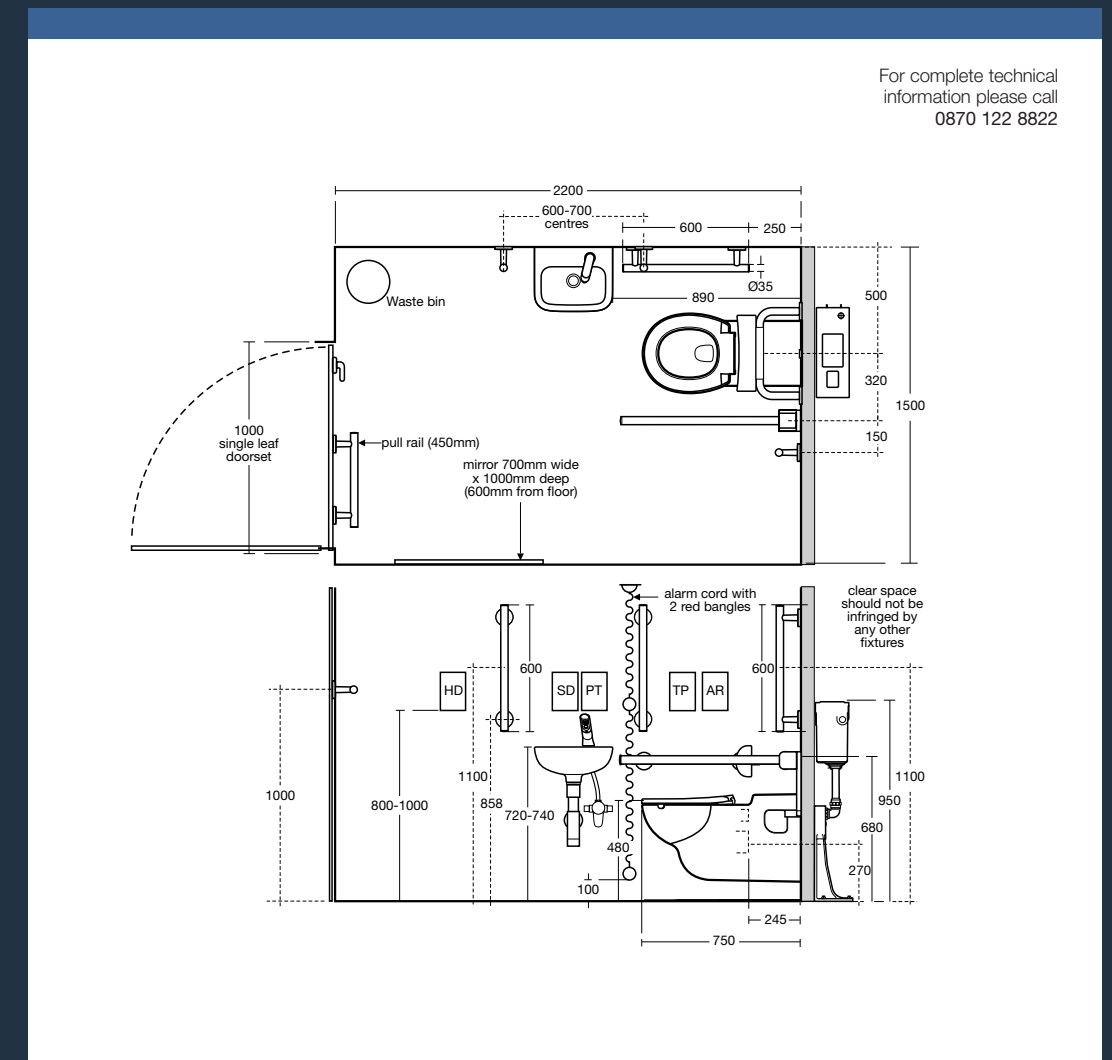 For complete technical
information please call
0870 122 8822
2200
600-700
centres
600
250
Ø35
890
500
Waste bin
320
1500
1000
single leaf
doorset
pull rail (450mm)
150
mirror 700mm wide
x 1000mm deep
(600mm from floor)
alarm cord with
2 red bangles
clear space
should not be
infringed by
any other
fixtures
600
600
HD
SD
PT
TP
AR
1000
800-1000
1100
858
720-740
480
100
1100
950
680
270
245
750